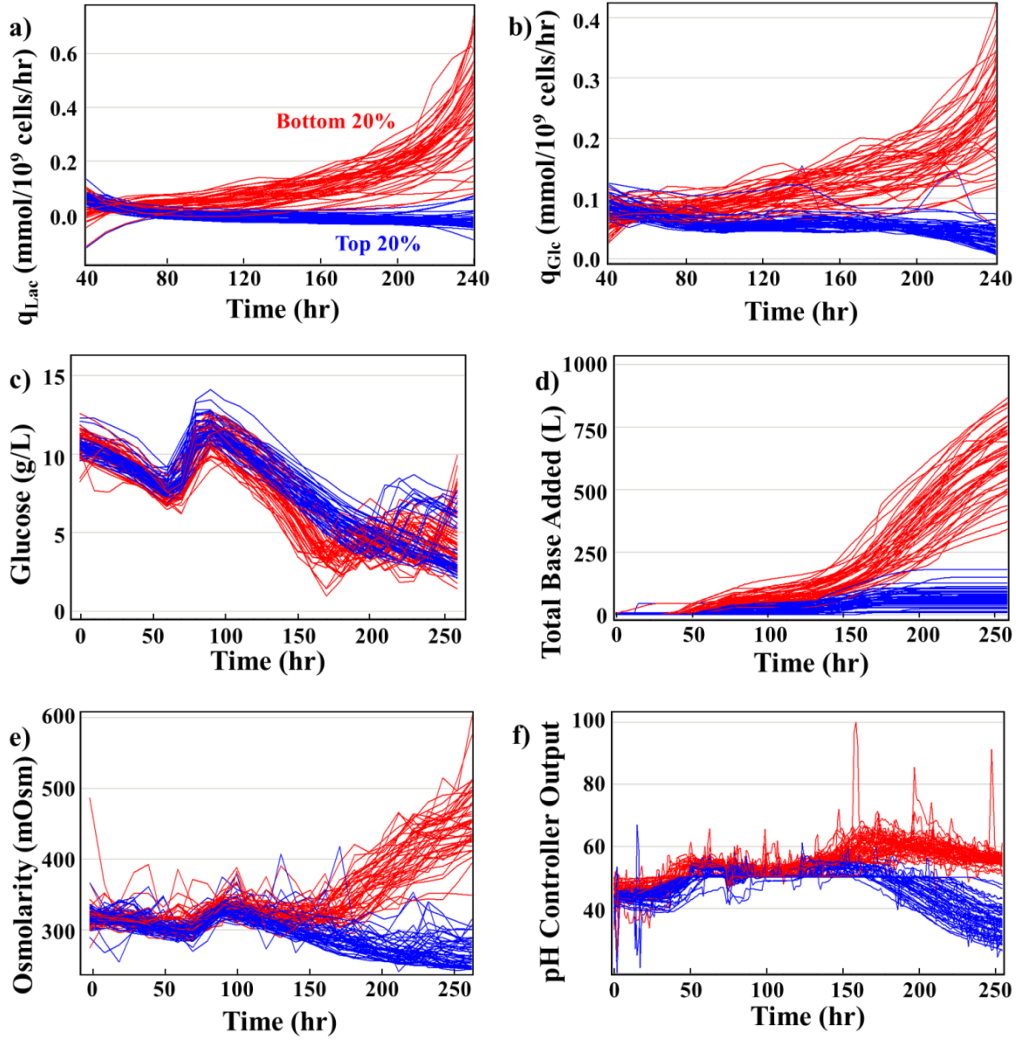 a)
q_Lac (mmol/10⁹ cells/hr)
0.6
0.4
0.2
0.0
Bottom 20%
Top 20%
40 80 120 160 200 240
Time (hr)
b)
q_Glc (mmol/10⁹ cells/hr)
0.4
0.3
0.2
0.1
0.0
40 80 120 160 200 240
Time (hr)
c)
Glucose (g/L)
15
10
5
0
0 50 100 150 200 250
Time (hr)
d)
Total Base Added (L)
1000
750
500
250
0
0 50 100 150 200 250
Time (hr)
e)
Osmolarity (mOsm)
600
500
400
300
0 50 100 150 200 250
Time (hr)
f)
pH Controller Output
100
80
60
40
0 50 100 150 200 250
Time (hr)